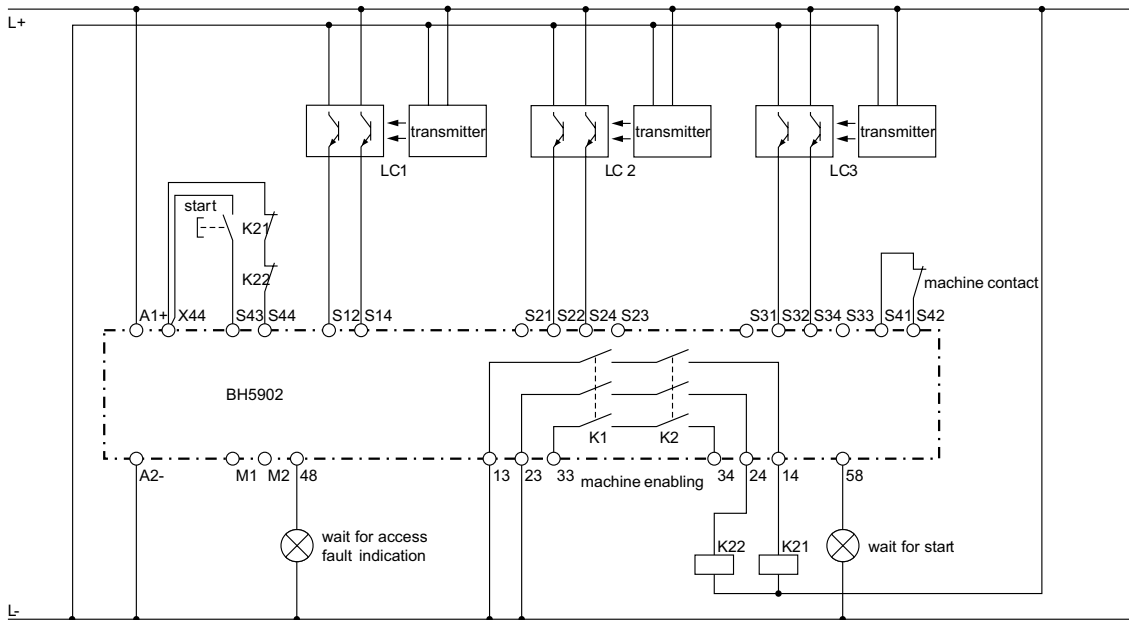 L+
transmitter
transmitter
transmitter
LC1
LC 2
LC3
start
K21
K22
machine contact
A1+ X44 S43 S44 S12 S14 S21 S22 S24 S23 S31 S32 S34 S33 S41 S42
BH5902
K1 K2
A2- M1 M2 48 13 23 33 machine enabling 34 24 14 58
wait for access
fault indication
K22 K21 wait for start
L-